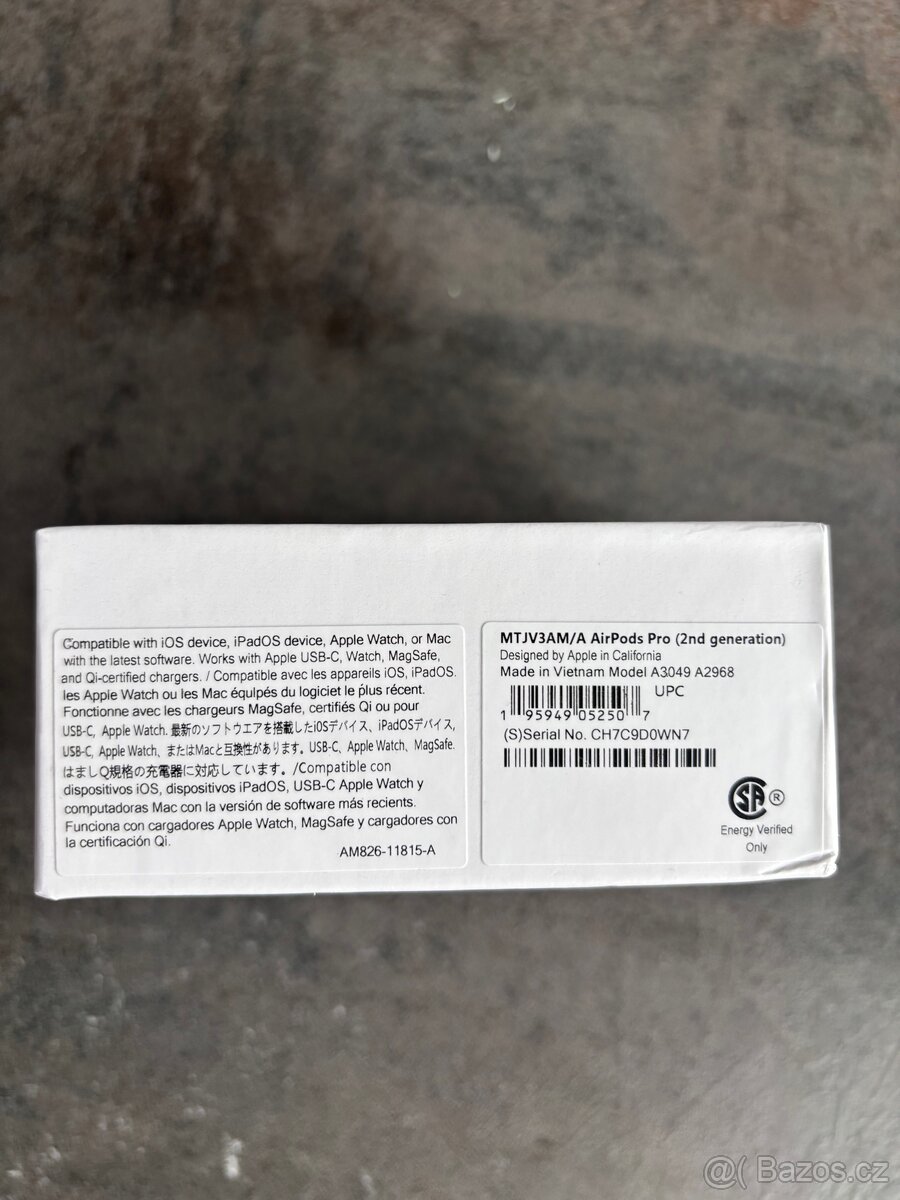 Compatible with iOS device, iPadOS device, Apple Watch, or Mac
with the latest software. Works with Apple USB-C, Watch, MagSafe,
and Qi-certified chargers. / Compatible avec les appareils iOS, iPadOS.
les Apple Watch ou les Mac équlpés du logiciet le plus récent.
Fonctionne avec les chargeurs MagSafe, certifiés Qi ou pour
USB-C, Apple Watch. 最新のソフトウエアを搭載したiOSデバイス、iPadOSデバイス,
USB-C, Apple Watch、またはMacと互換性があります。USB-C, Apple Watch、MagSafe.
はましQ規格の充電器に対応しています。/Compatible con
dispositivos iOS, dispositivos iPadOS, USB-C Apple Watch y
computadoras Mac con la versión de software más recients.
Funciona con cargadores Apple Watch, MagSafe y cargadores con
la certificación Qi.
AM826-11815-A
MTJV3AM/A AirPods Pro (2nd generation)
Designed by Apple in California
Made in Vietnam Model A3049 A2968
UPC
1 95949 05250 7
(S)Serial No. CH7C9D0WN7
SA ®
Energy Verified
Only
@( Bazos.cz